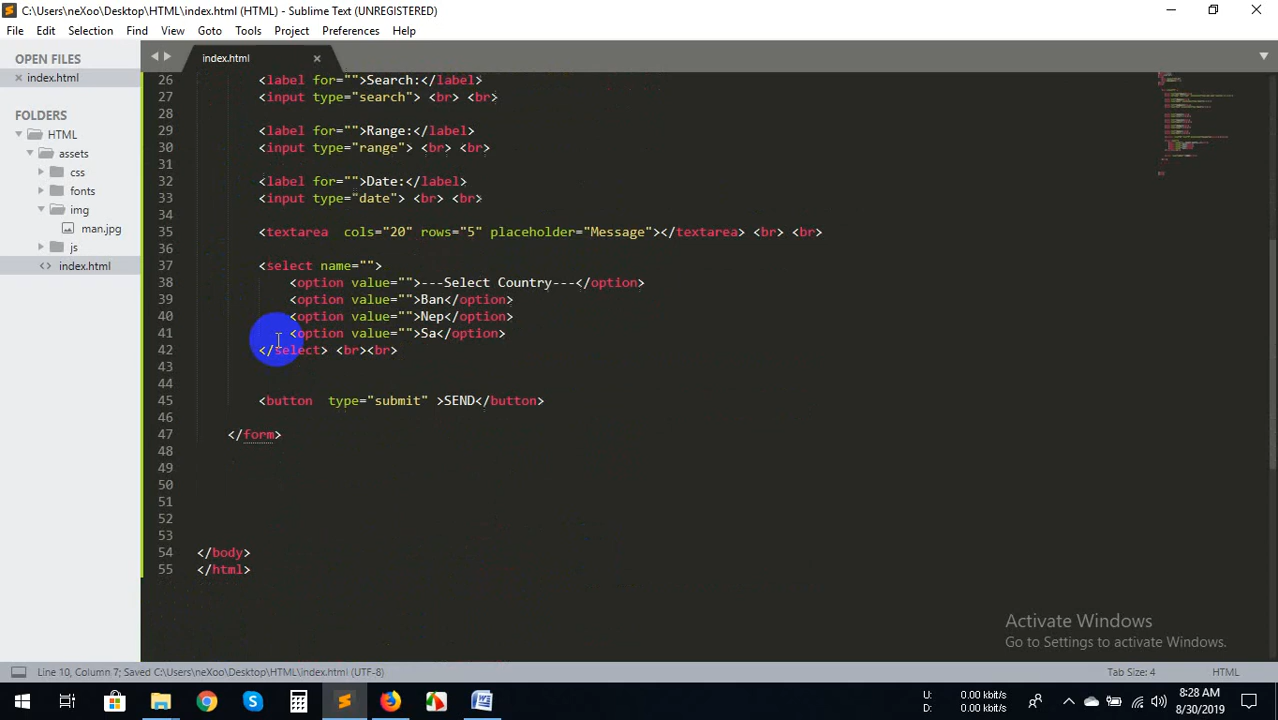 C:\Users\neXoo\Desktop\HTML\index.html (HTML) - Sublime Text (UNREGISTERED)
File Edit Selection Find View Goto Tools Project Preferences Help
OPEN FILES
index.html
FOLDERS
HTML
assets
css
fonts
img
man.jpg
js
index.html
index.html
26 <label for="">Search:</label>
27 <input type="search"> <br> <br>
28
29 <label for="">Range:</label>
30 <input type="range"> <br> <br>
31
32 <label for="">Date:</label>
33 <input type="date"> <br> <br>
34
35 <textarea  cols="20" rows="5" placeholder="Message"></textarea> <br> <br>
36
37 <select name="">
38 <option value="">---Select Country---</option>
39 <option value="">Ban</option>
40 <option value="">Nep</option>
41 <option value="">Sa</option>
42 </select> <br><br>
43
44
45 <button  type="submit" >SEND</button>
46
47 </form>
48
49
50
51
52
53
54 </body>
55 </html>
Activate Windows
Go to Settings to activate Windows.
Line 10, Column 7; Saved C:\Users\neXoo\Desktop\HTML\index.html (UTF-8) Tab Size: 4 HTML
U: 0.00 kbit/s
D: 0.00 kbit/s
8:28 AM
8/30/2019